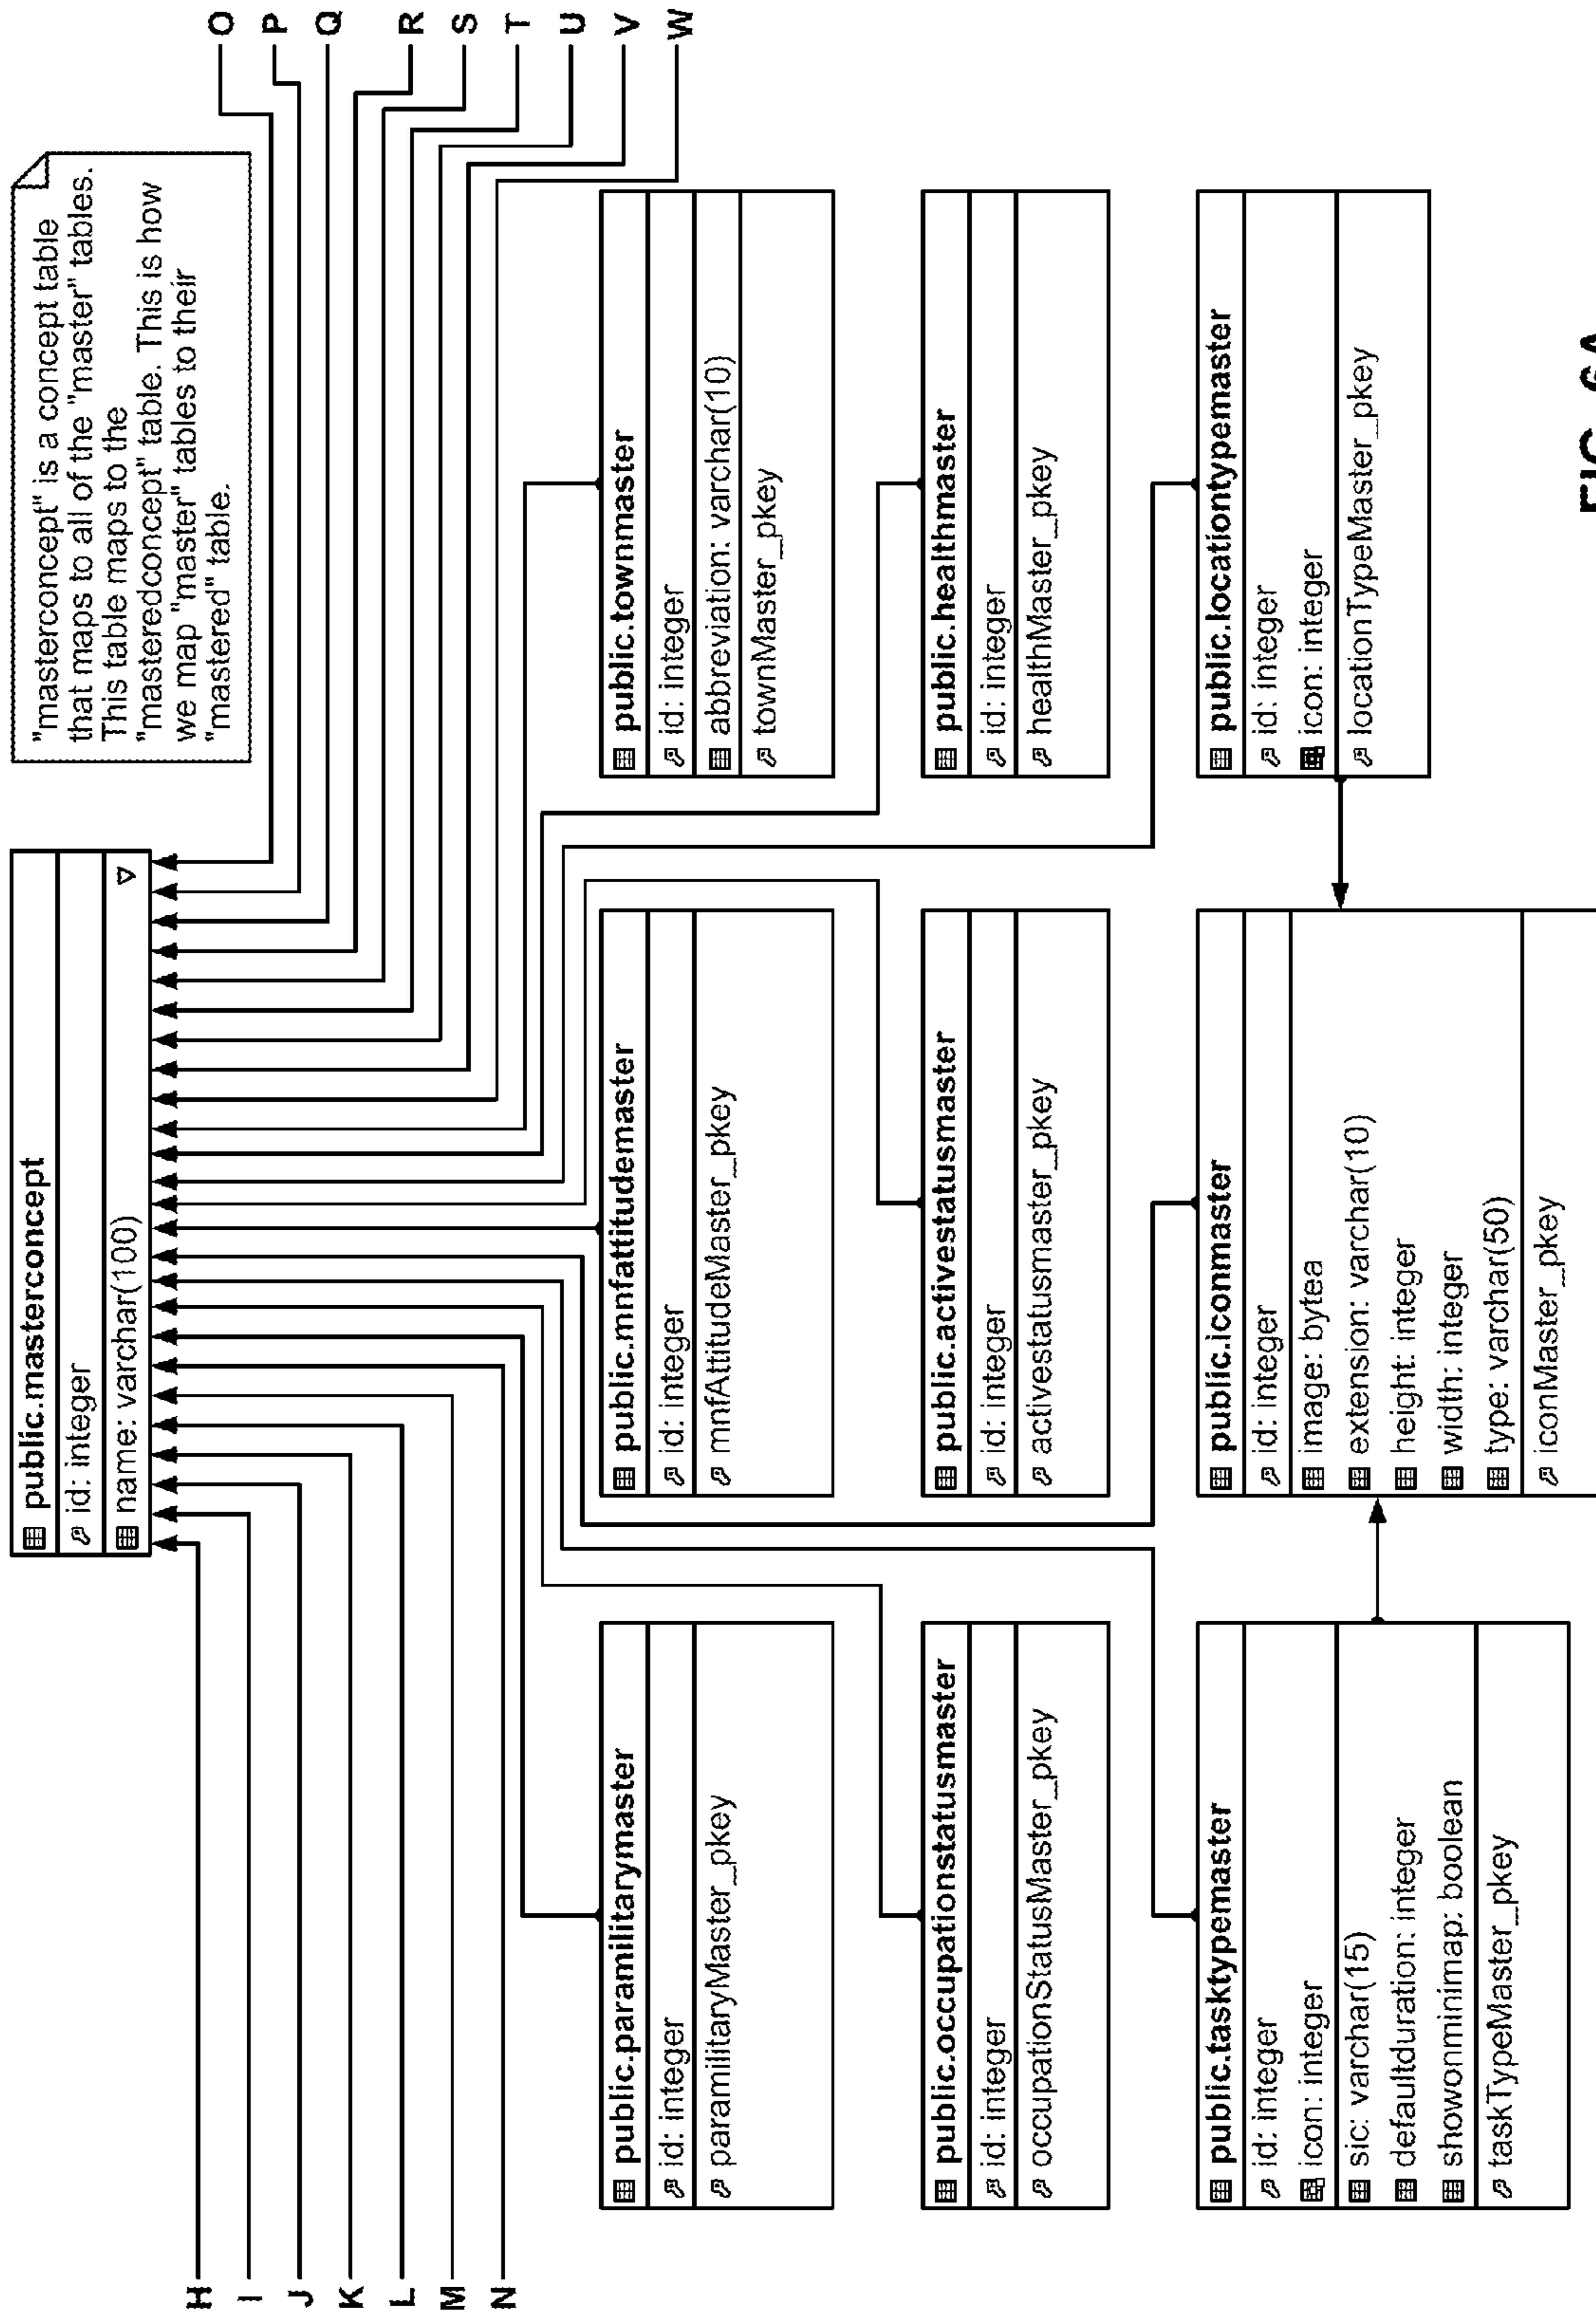 public.masterconcept
id: integer
name: varchar(100)
"masterconcept" is a concept table
that maps to all of the "master" tables.
This table maps to the
"masteredconcept" table. This is how
we map "master" tables to their
"mastered" table.
H
I
J
K
L
M
N
O
P
Q
R
S
T
U
V
W
public.paramilitarymaster
id: integer
paramilitaryMaster_pkey
public.mnfattitudemaster
id: integer
mnfAttitudeMaster_pkey
public.townmaster
id: integer
abbreviation: varchar(10)
townMaster_pkey
public.occupationstatusmaster
id: integer
occupationStatusMaster_pkey
public.activestatusmaster
id: integer
activestatusmaster_pkey
public.healthmaster
id: integer
healthMaster_pkey
public.tasktypemaster
id: integer
icon: integer
sic: varchar(15)
defaultduration: integer
showonminimap: boolean
taskTypeMaster_pkey
public.iconmaster
id: integer
image: bytea
extension: varchar(10)
height: integer
width: integer
type: varchar(50)
iconMaster_pkey
public.locationtypemaster
id: integer
icon: integer
locationTypeMaster_pkey
FIG. 6A